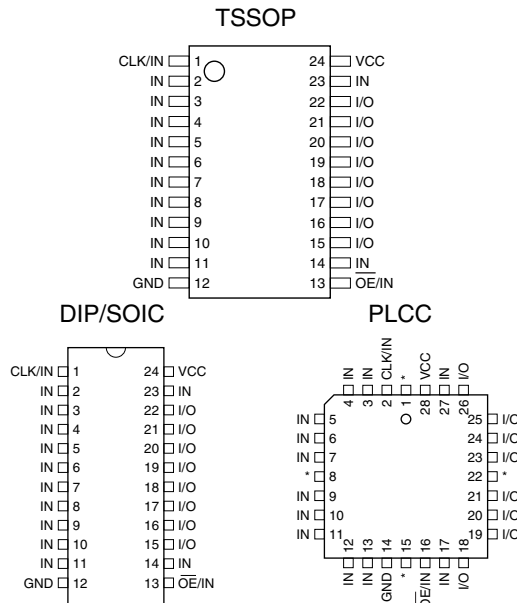 TSSOP
CLK/IN 1 24 VCC
IN 2 23 IN
IN 3 22 I/O
IN 4 21 I/O
IN 5 20 I/O
IN 6 19 I/O
IN 7 18 I/O
IN 8 17 I/O
IN 9 16 I/O
IN 10 15 I/O
IN 11 14 IN
GND 12 13 OE/IN
DIP/SOIC
CLK/IN 1 24 VCC
IN 2 23 IN
IN 3 22 I/O
IN 4 21 I/O
IN 5 20 I/O
IN 6 19 I/O
IN 7 18 I/O
IN 8 17 I/O
IN 9 16 I/O
IN 10 15 I/O
IN 11 14 IN
GND 12 13 OE/IN
PLCC
IN IN CLK/IN * VCC IN I/O
4 3 2 1 28 27 26
IN 5 25 I/O
IN 6 24 I/O
IN 7 23 I/O
* 8 22 *
IN 9 21 I/O
IN 10 20 I/O
IN 11 19 I/O
12 13 14 15 16 17 18
IN IN GND * OE/IN IN I/O